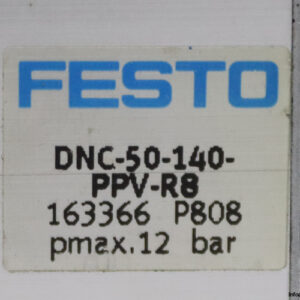 FESTO
DNC-50-140-
PPV-R8
163366 P808
pmax.12 bar